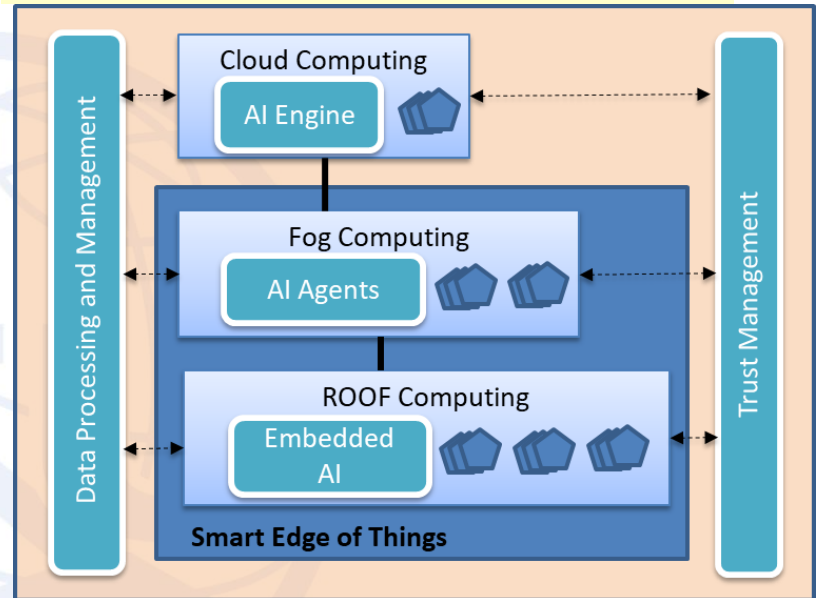 Data Processing and Management
Cloud Computing
AI Engine
Fog Computing
AI Agents
ROOF Computing
Embedded
AI
Smart Edge of Things
Trust Management